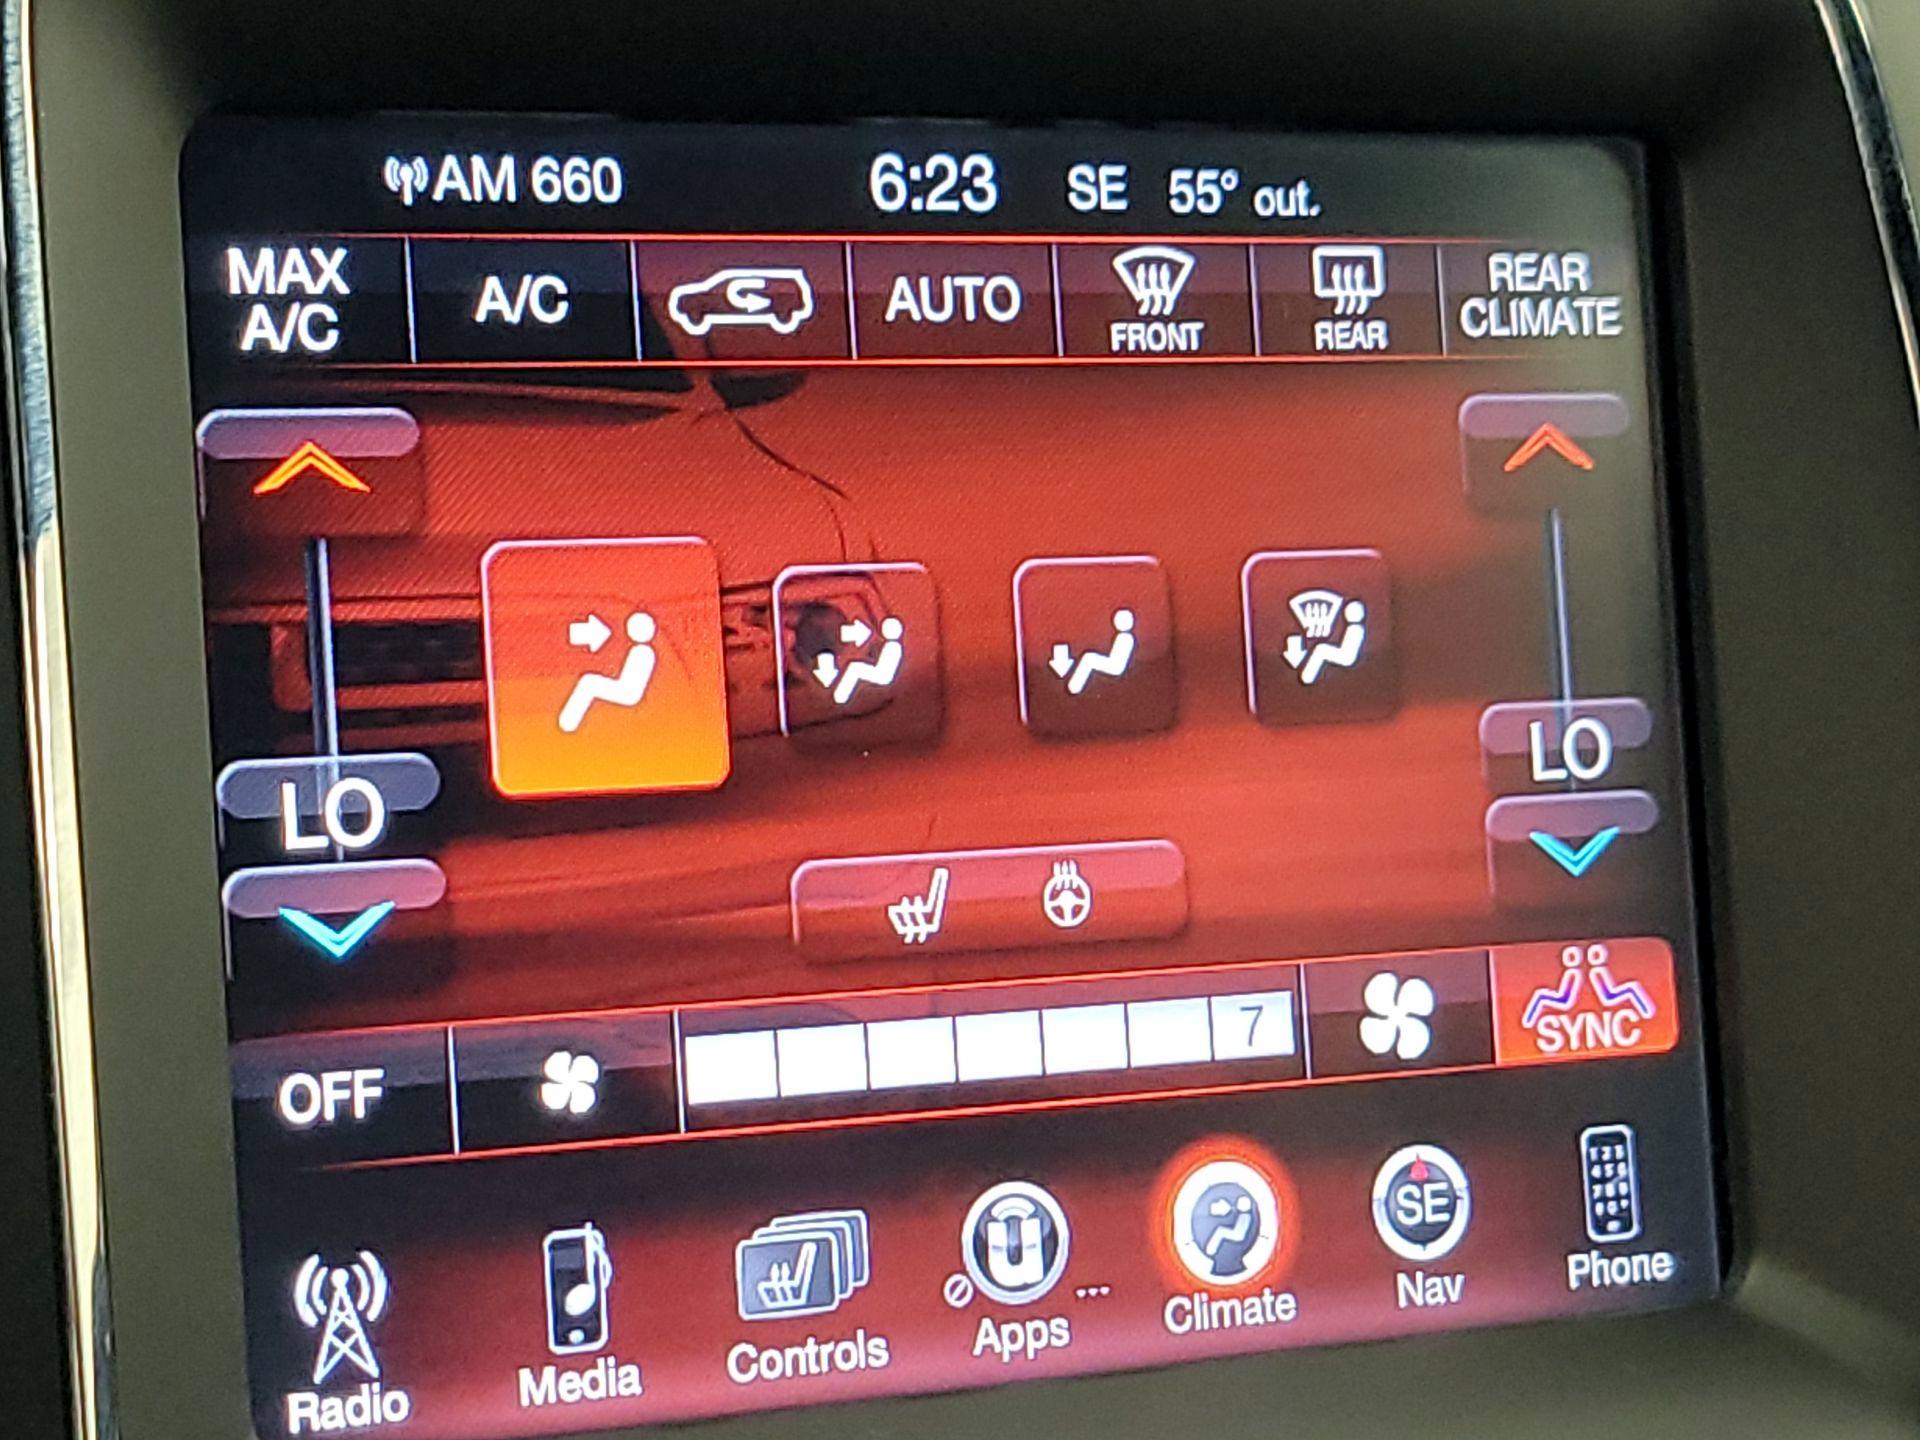 AM 660 6:23 SE 55° out.
MAX A/C
A/C
AUTO
FRONT
REAR
REAR CLIMATE
LO
LO
OFF
7
SYNC
SE
Radio
Media
Controls
Apps
Climate
Nav
Phone